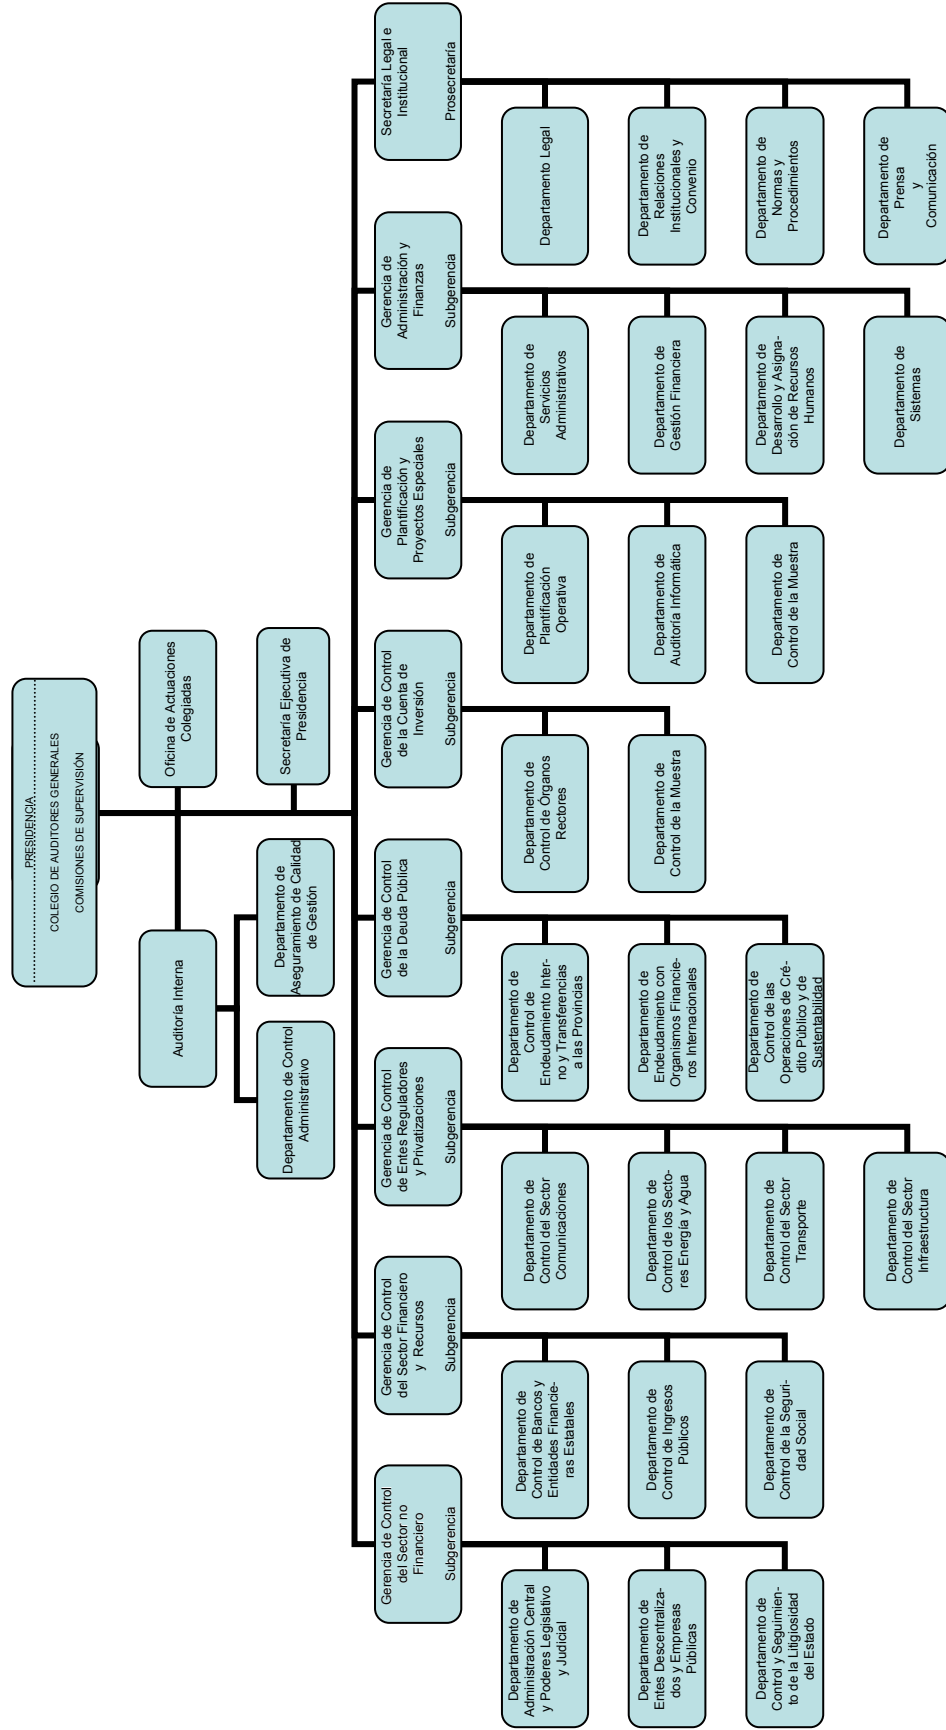 PRESIDENCIA
COLEGIO DE AUDITORES GENERALES
COMISIONES DE SUPERVISIÓN
Auditoría Interna
Oficina de Actuaciones
Colegiadas
Departamento de Control
Administrativo
Departamento de
Aseguramiento de Calidad
de Gestión
Secretaría Ejecutiva de
Presidencia
Gerencia de Control
del Sector no
Financiero
Subgerencia
Gerencia de Control
del Sector Financiero
y Recursos
Subgerencia
Gerencia de Control
de Entes Reguladores
y Privatizaciones
Subgerencia
Gerencia de Control
de la Deuda Pública
Subgerencia
Gerencia de Control
de la Cuenta de
Inversión
Subgerencia
Gerencia de
Plantificación y
Proyectos Especiales
Subgerencia
Gerencia de
Administración y
Finanzas
Subgerencia
Secretaría Legal e
Institucional
Prosecretaría
Departamento de
Administración Central
y Poderes Legislativo
y Judicial
Departamento de
Control de Bancos y
Entidades Financie-
ras Estatales
Departamento de
Control del Sector
Comunicaciones
Departamento de
Control de
Endeudamiento Inter-
no y Transferencias
a las Provincias
Departamento de
Control de Órganos
Rectores
Departamento de
Plantificación
Operativa
Departamento de
Servicios
Administrativos
Departamento Legal
Departamento de
Entes Descentraliza-
dos y Empresas
Públicas
Departamento de
Control de Ingresos
Públicos
Departamento de
Control de los Secto-
res Energía y Agua
Departamento de
Endeudamiento con
Organismos Financie-
ros Internacionales
Departamento de
Control de la Muestra
Departamento de
Auditoría Informática
Departamento de
Gestión Financiera
Departamento de
Relaciones
Institucionales y
Convenio
Departamento de
Control y Seguimien-
to de la Litigiosidad
del Estado
Departamento de
Control de la Seguri-
dad Social
Departamento de
Control del Sector
Transporte
Departamento de
Control de las
Operaciones de Cré-
dito Público y de
Sustentabilidad
Departamento de
Control de la Muestra
Departamento de
Desarrollo y Asigna-
ción de Recursos
Humanos
Departamento de
Normas y
Procedimientos
Departamento de
Control del Sector
Infraestructura
Departamento de
Sistemas
Departamento de
Prensa
y
Comunicación